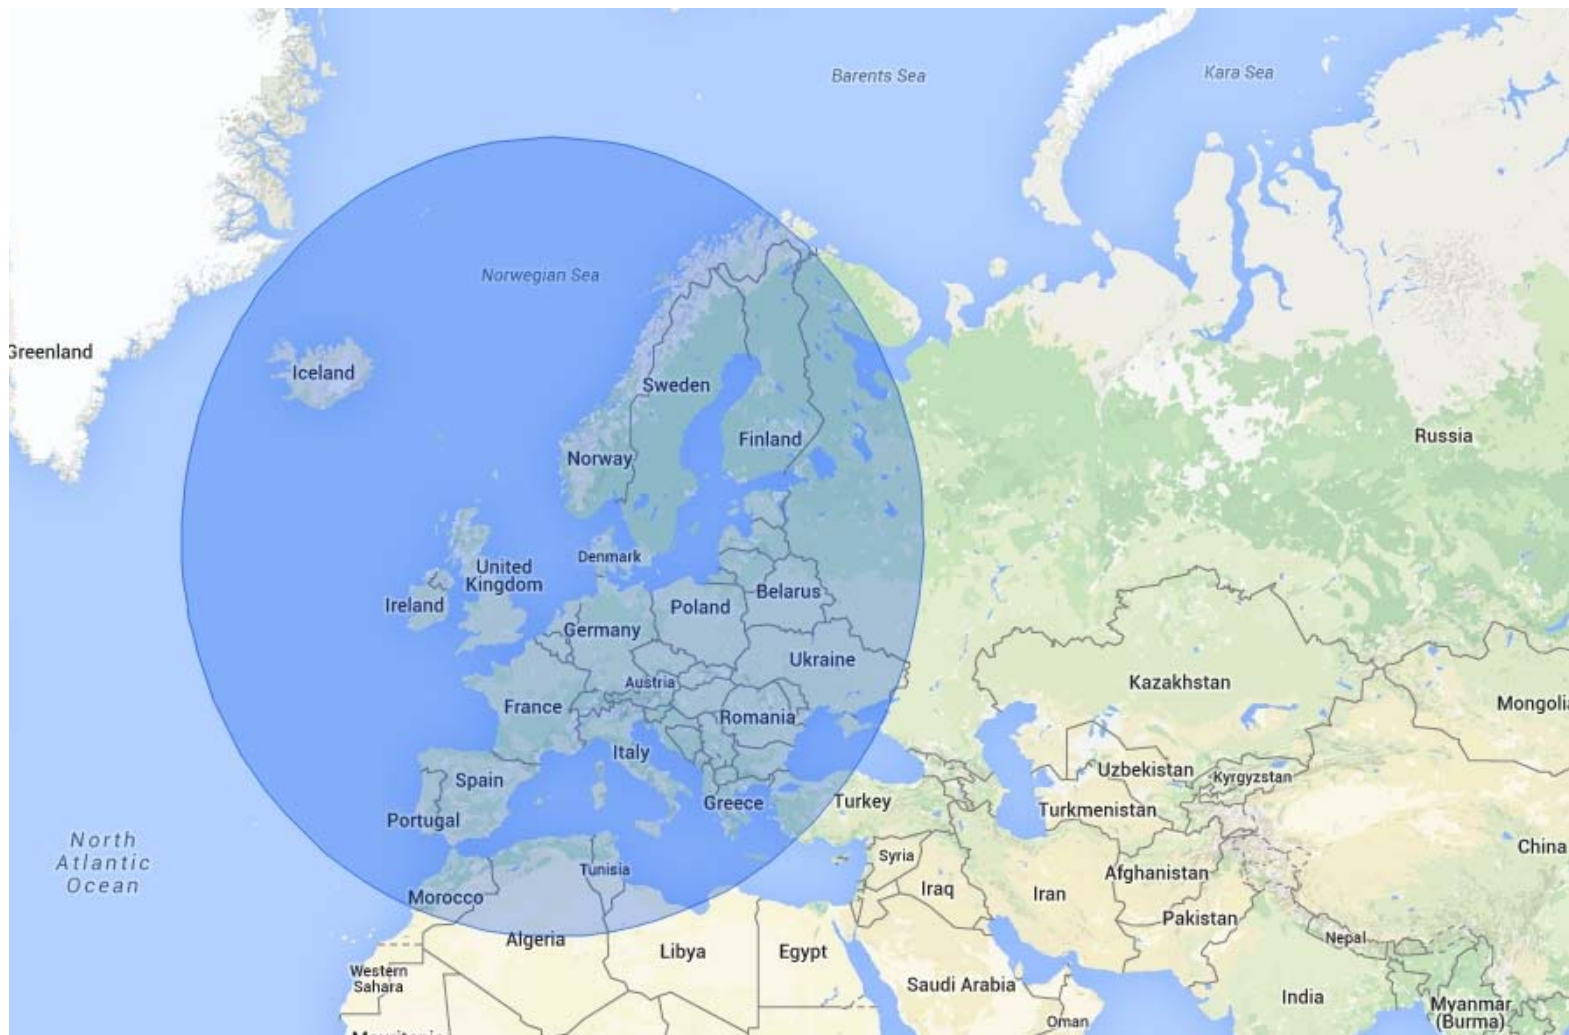 Barents Sea
Kara Sea
Norwegian Sea
Greenland
Iceland
Sweden
Finland
Norway
Russia
Denmark
United
Kingdom
Ireland
Belarus
Poland
Germany
Ukraine
Austria
Kazakhstan
France
Romania
Mongolia
Italy
Spain
Uzbekistan
Kyrgyzstan
Greece
Turkey
Turkmenistan
Portugal
North
Atlantic
Ocean
China
Syria
Tunisia
Afghanistan
Iraq
Iran
Morocco
Pakistan
Nepal
Algeria
Libya
Egypt
Western
Sahara
Saudi Arabia
India
Myanmar
(Burma)
Oman